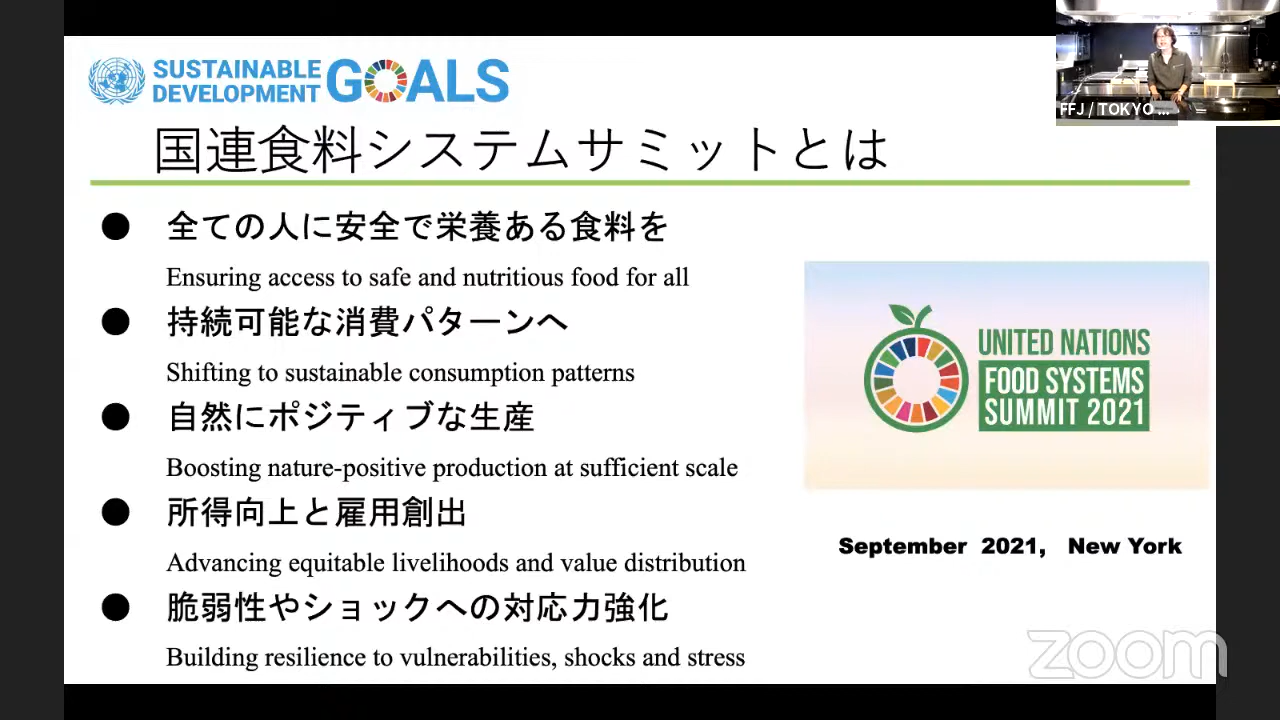 SUSTAINABLE
DEVELOPMENT
GOALS
FFJ / TOKYO ...
国連食料システムサミットとは
● 全ての人に安全で栄養ある食料を
Ensuring access to safe and nutritious food for all
● 持続可能な消費パターンへ
Shifting to sustainable consumption patterns
● 自然にポジティブな生産
Boosting nature-positive production at sufficient scale
● 所得向上と雇用創出
Advancing equitable livelihoods and value distribution
● 脆弱性やショックへの対応力強化
Building resilience to vulnerabilities, shocks and stress
UNITED NATIONS
FOOD SYSTEMS
SUMMIT 2021
September 2021, New York
zoom